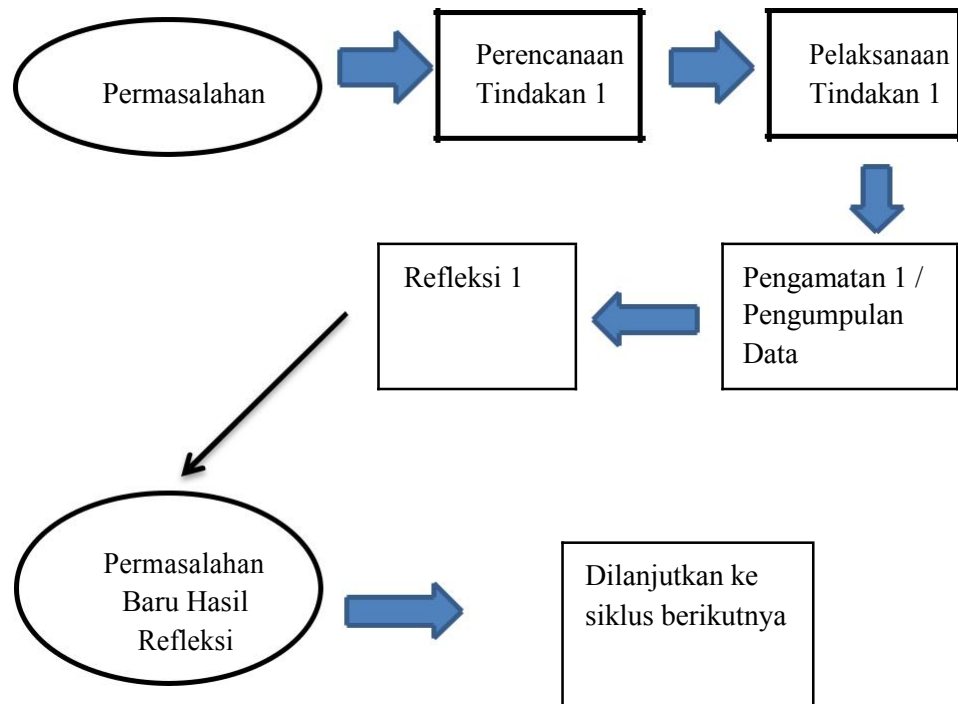 Permasalahan
Perencanaan
Tindakan 1
Pelaksanaan
Tindakan 1
Pengamatan 1 /
Pengumpulan
Data
Refleksi 1
Permasalahan
Baru Hasil
Refleksi
Dilanjutkan ke
siklus berikutnya